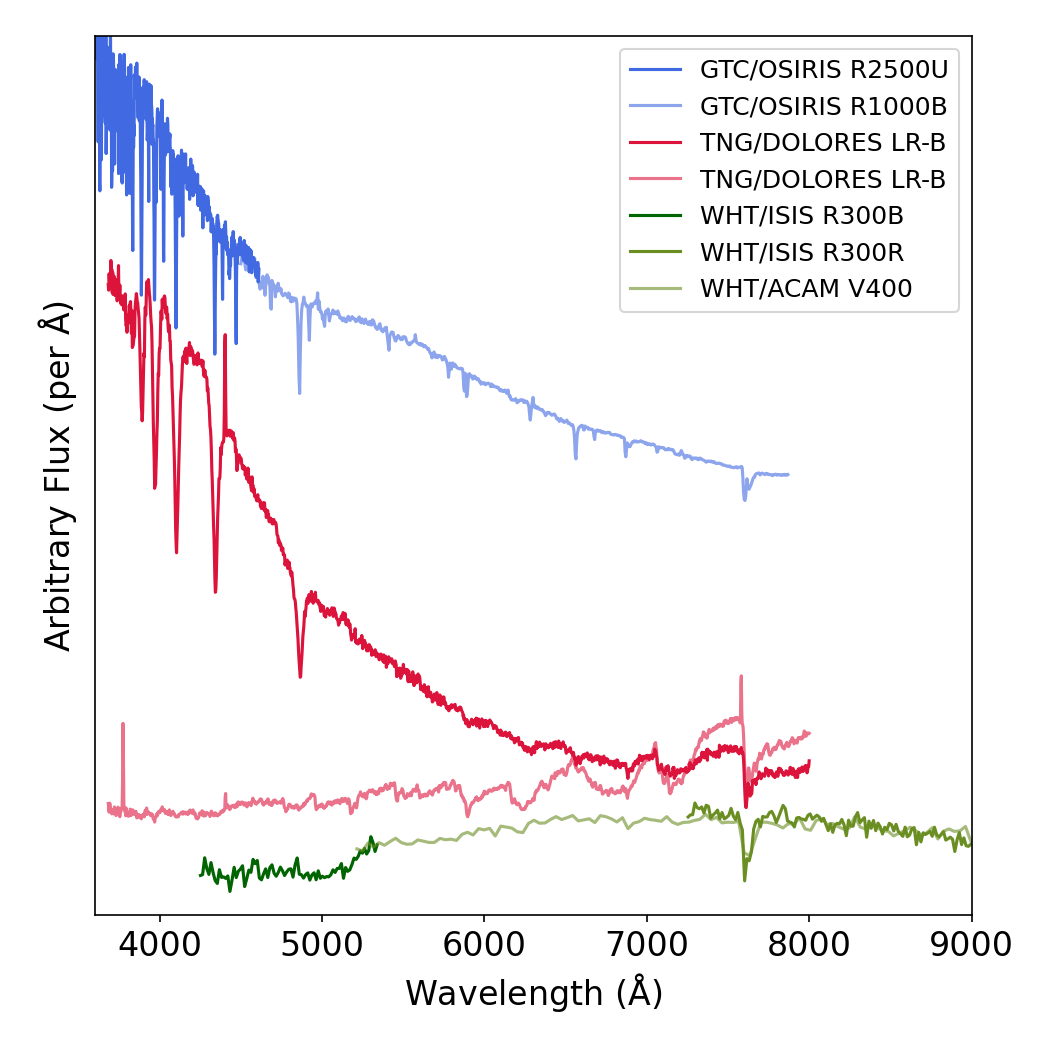 GTC/OSIRIS R2500U
GTC/OSIRIS R1000B
TNG/DOLORES LR-B
TNG/DOLORES LR-B
WHT/ISIS R300B
WHT/ISIS R300R
WHT/ACAM V400
Arbitrary Flux (per Å)
4000 5000 6000 7000 8000 9000
Wavelength (Å)